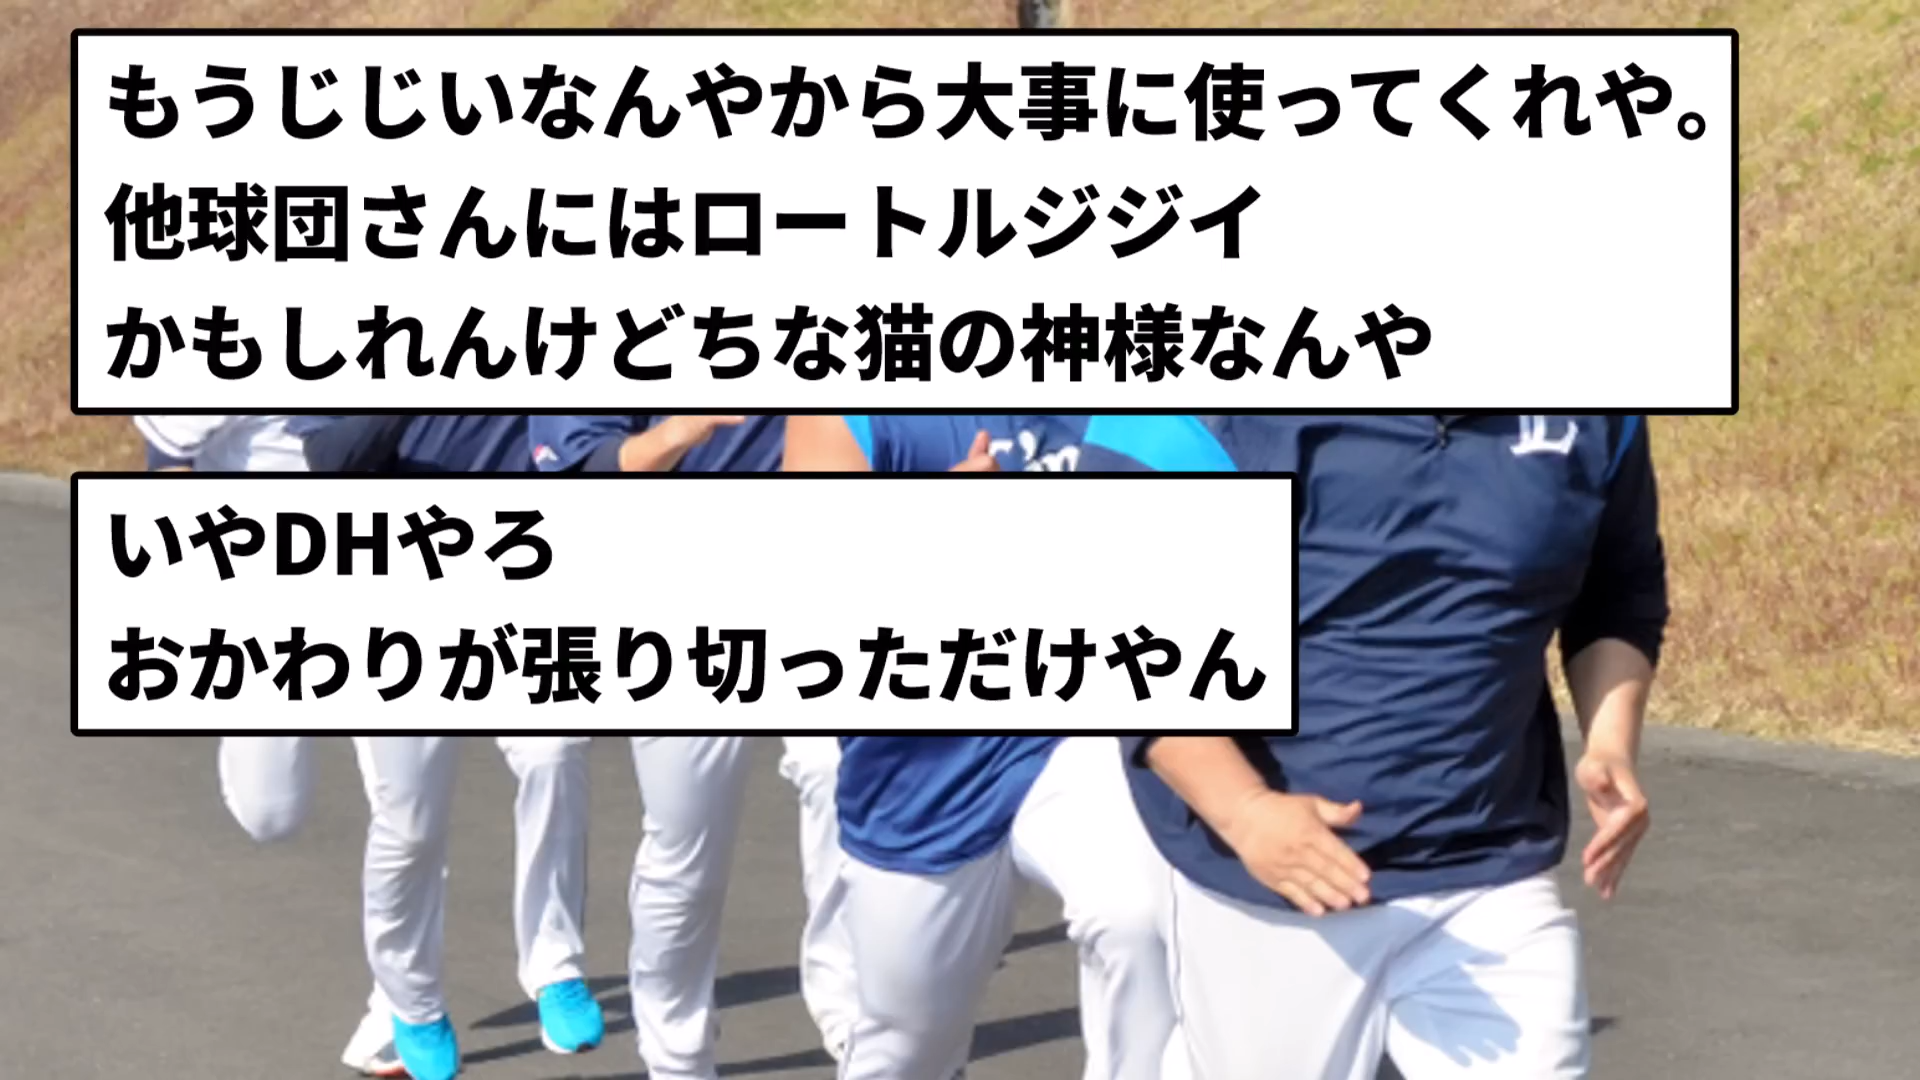 もうじじいなんやから大事に使ってくれや。
他球団さんにはロートルジジイ
かもしれんけどちな猫の神様なんや
いやDHやろ
おかわりが張り切っただけやん